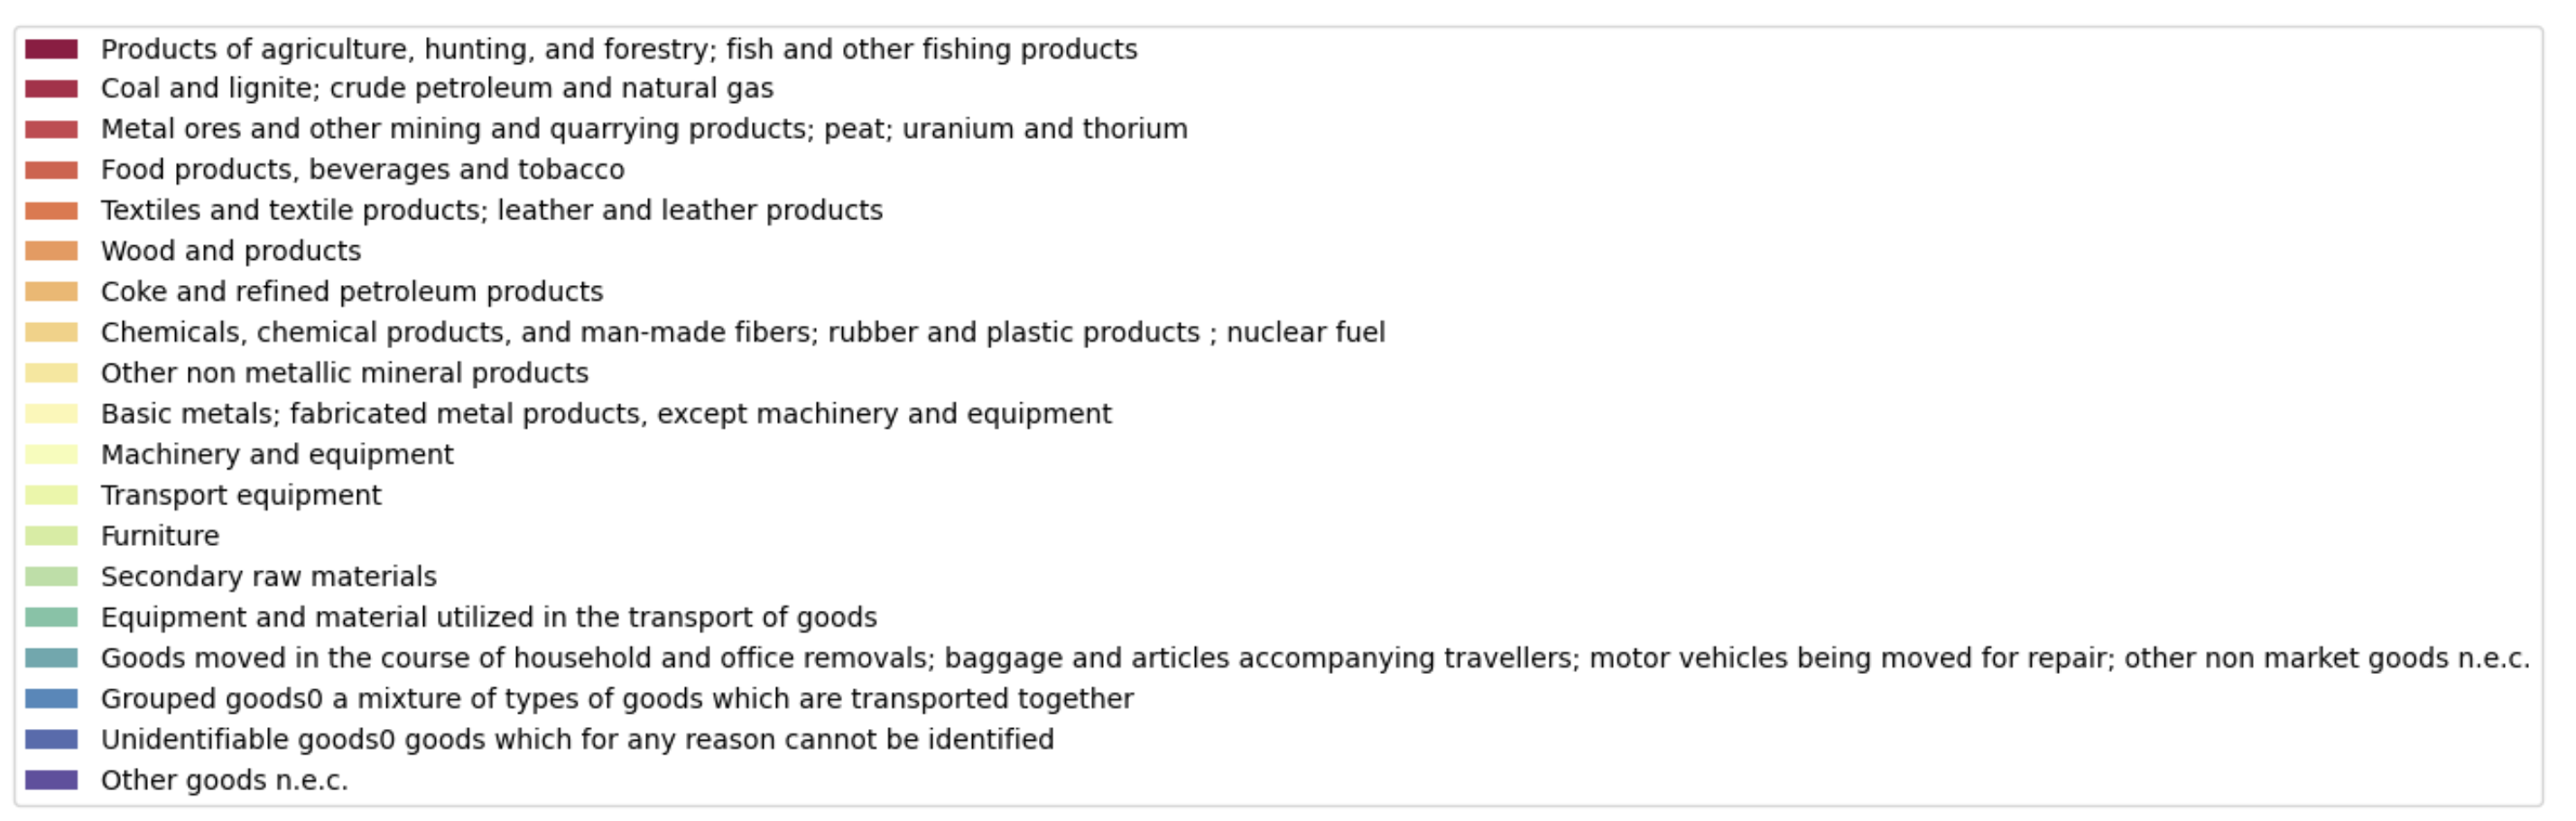 Products of agriculture, hunting, and forestry; fish and other fishing products
Coal and lignite; crude petroleum and natural gas
Metal ores and other mining and quarrying products; peat; uranium and thorium
Food products, beverages and tobacco
Textiles and textile products; leather and leather products
Wood and products
Coke and refined petroleum products
Chemicals, chemical products, and man-made fibers; rubber and plastic products ; nuclear fuel
Other non metallic mineral products
Basic metals; fabricated metal products, except machinery and equipment
Machinery and equipment
Transport equipment
Furniture
Secondary raw materials
Equipment and material utilized in the transport of goods
Goods moved in the course of household and office removals; baggage and articles accompanying travellers; motor vehicles being moved for repair; other non market goods n.e.c.
Grouped goods0 a mixture of types of goods which are transported together
Unidentifiable goods0 goods which for any reason cannot be identified
Other goods n.e.c.